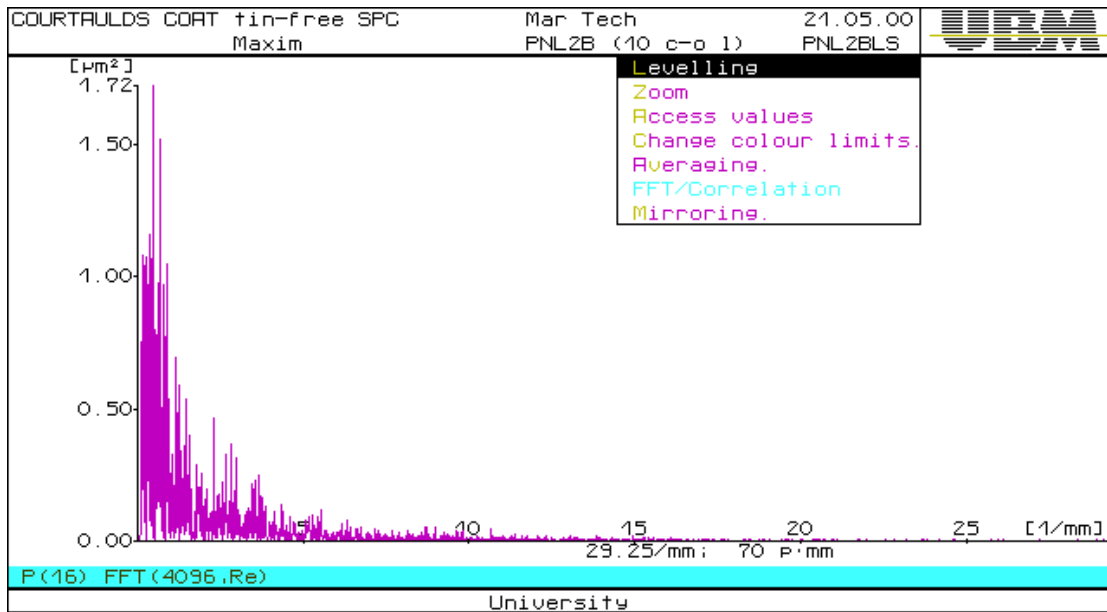 COURTAULDS COAT tin-free SPC Mar Tech 21.05.00 UBM
Maxim PNL2B (10 c-o l) PNL2BLS
[µm²]
Levelling
Zoom
Access values
Change colour limits.
Averaging.
FFT/Correlation
Mirroring.
1.72
1.50
1.00
0.50
0.00
5 10 15 20 25 [1/mm]
29.25/mm; 70 p.mm
P(16) FFT(4096,Re)
University